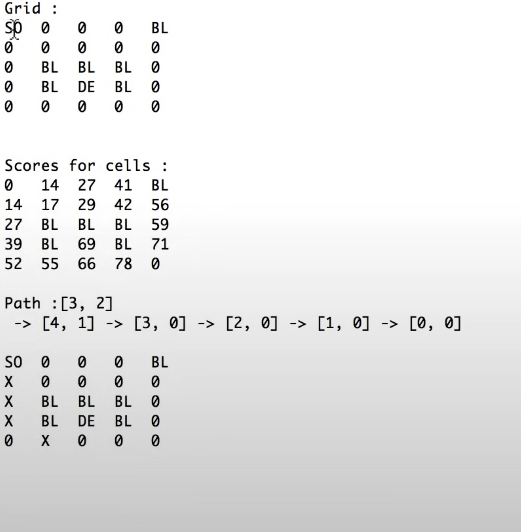 Grid :
SO 0 0 0 BL
0 0 0 0 0
0 BL BL BL 0
0 BL DE BL 0
0 0 0 0 0
Scores for cells :
0 14 27 41 BL
14 17 29 42 56
27 BL BL BL 59
39 BL 69 BL 71
52 55 66 78 0
Path :[3, 2]
-> [4, 1] -> [3, 0] -> [2, 0] -> [1, 0] -> [0, 0]
SO 0 0 0 BL
X 0 0 0 0
X BL BL BL 0
X BL DE BL 0
0 X 0 0 0